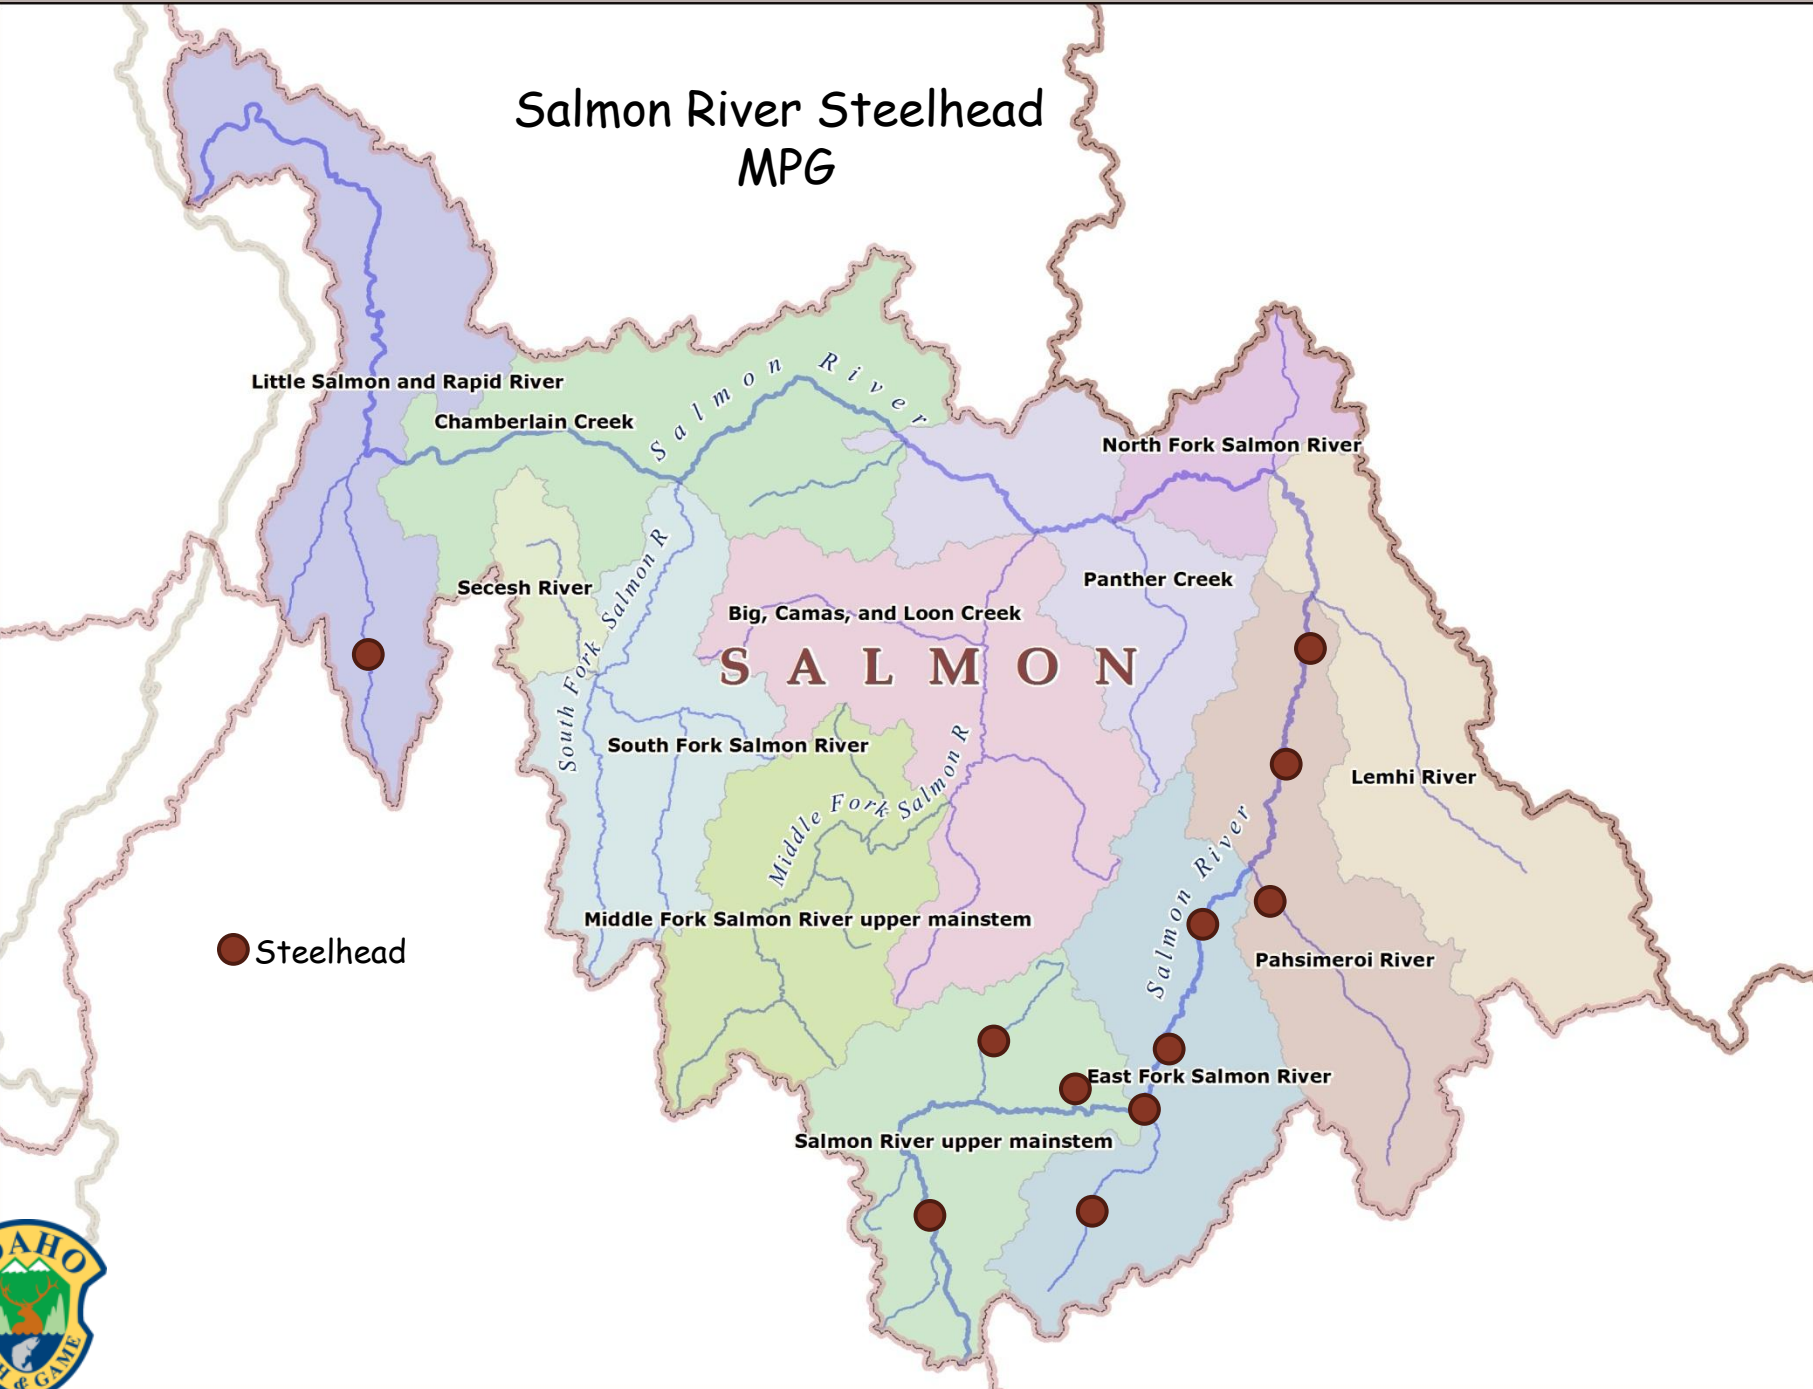 Salmon River Steelhead
MPG
Little Salmon and Rapid River
Chamberlain Creek
Salmon River
North Fork Salmon River
Secesh River
South Fork Salmon R
Panther Creek
Big, Camas, and Loon Creek
SALMON
South Fork Salmon River
Lemhi River
Middle Fork Salmon R
Salmon River
Middle Fork Salmon River upper mainstem
Steelhead
Pahsimeroi River
East Fork Salmon River
Salmon River upper mainstem
DAHO
H & GAME